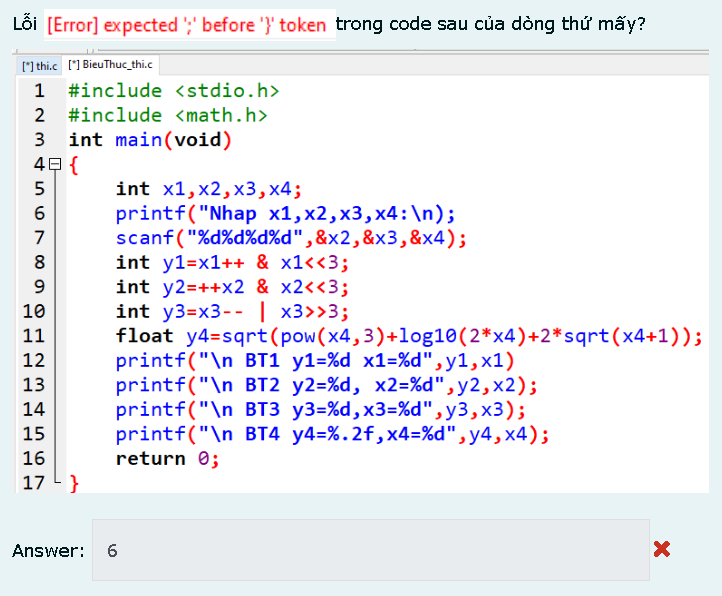 Lỗi [Error] expected ';' before '}' token trong code sau của dòng thứ mấy?
[*] thi.c [*] BieuThuc_thi.c
1 #include <stdio.h>
2 #include <math.h>
3 int main(void)
4 {
5 int x1,x2,x3,x4;
6 printf("Nhap x1,x2,x3,x4:\n);
7 scanf("%d%d%d%d",&x2,&x3,&x4);
8 int y1=x1++ & x1<<3;
9 int y2=++x2 & x2<<3;
10 int y3=x3-- | x3>>3;
11 float y4=sqrt(pow(x4,3)+log10(2*x4)+2*sqrt(x4+1));
12 printf("\n BT1 y1=%d x1=%d",y1,x1)
13 printf("\n BT2 y2=%d, x2=%d",y2,x2);
14 printf("\n BT3 y3=%d,x3=%d",y3,x3);
15 printf("\n BT4 y4=%.2f,x4=%d",y4,x4);
16 return 0;
17 }
Answer: 6